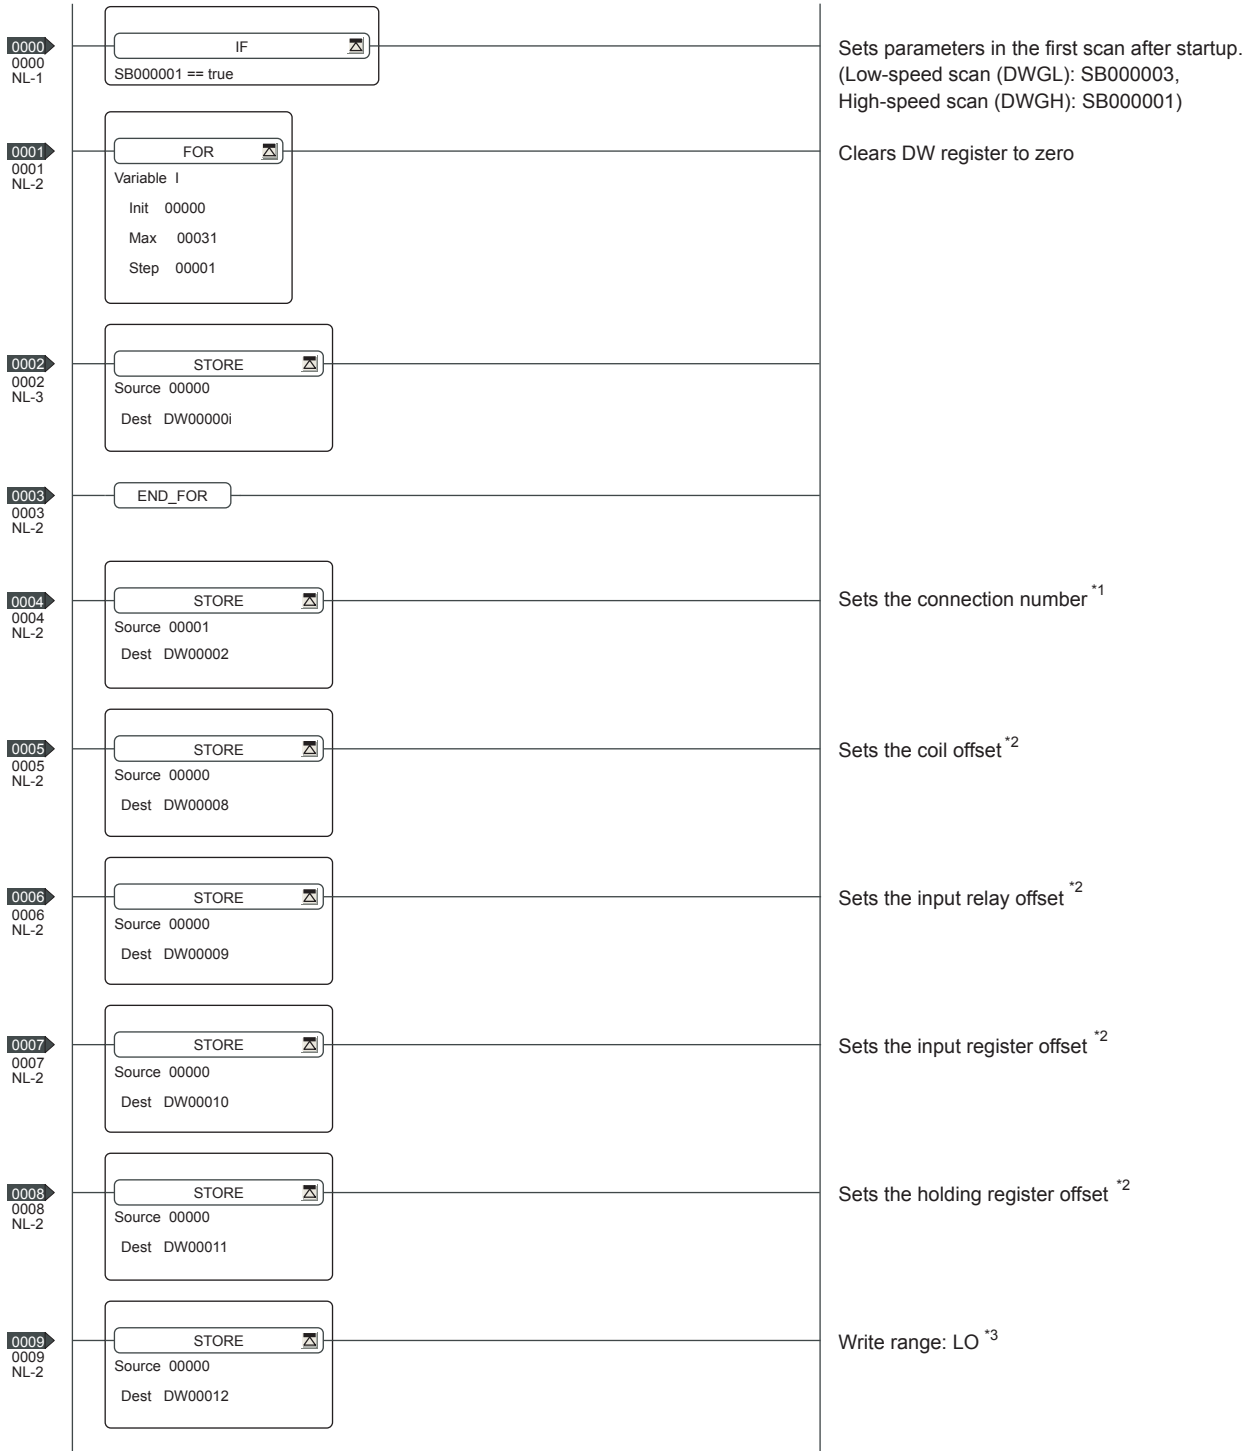 IF
0000
0000
NL-1
SB000001 == true
Sets parameters in the first scan after startup.
(Low-speed scan (DWGL): SB000003,
High-speed scan (DWGH): SB000001)
FOR
0001
0001
NL-2
Variable I
Init 00000
Max 00031
Step 00001
Clears DW register to zero
STORE
0002
0002
NL-3
Source 00000
Dest DW00000i
0003
0003
NL-2
END_FOR
STORE
0004
0004
NL-2
Source 00001
Dest DW00002
Sets the connection number *1
STORE
0005
0005
NL-2
Source 00000
Dest DW00008
Sets the coil offset *2
STORE
0006
0006
NL-2
Source 00000
Dest DW00009
Sets the input relay offset *2
STORE
0007
0007
NL-2
Source 00000
Dest DW00010
Sets the input register offset *2
STORE
0008
0008
NL-2
Source 00000
Dest DW00011
Sets the holding register offset *2
STORE
0009
0009
NL-2
Source 00000
Dest DW00012
Write range: LO *3